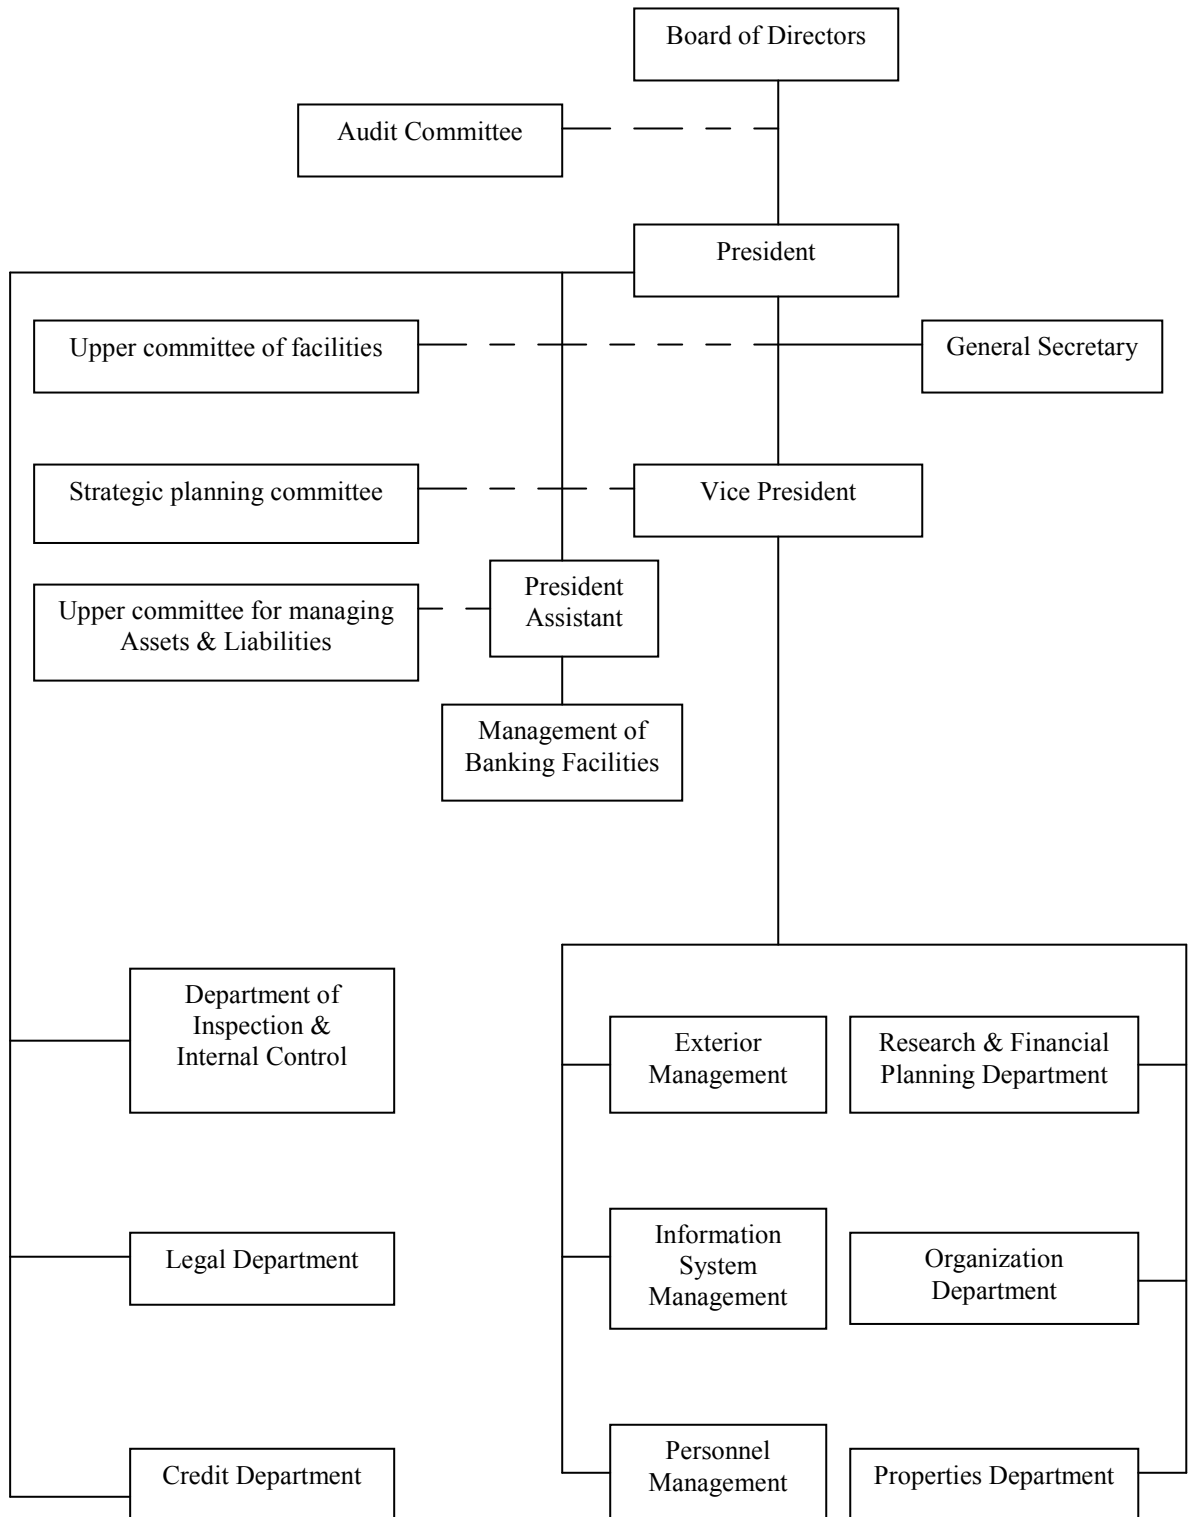 Board of Directors
Audit Committee
President
Upper committee of facilities
General Secretary
Strategic planning committee
Vice President
President
Assistant
Upper committee for managing
Assets & Liabilities
Management of
Banking Facilities
Department of
Inspection &
Internal Control
Exterior
Management
Research & Financial
Planning Department
Legal Department
Information
System
Management
Organization
Department
Credit Department
Personnel
Management
Properties Department